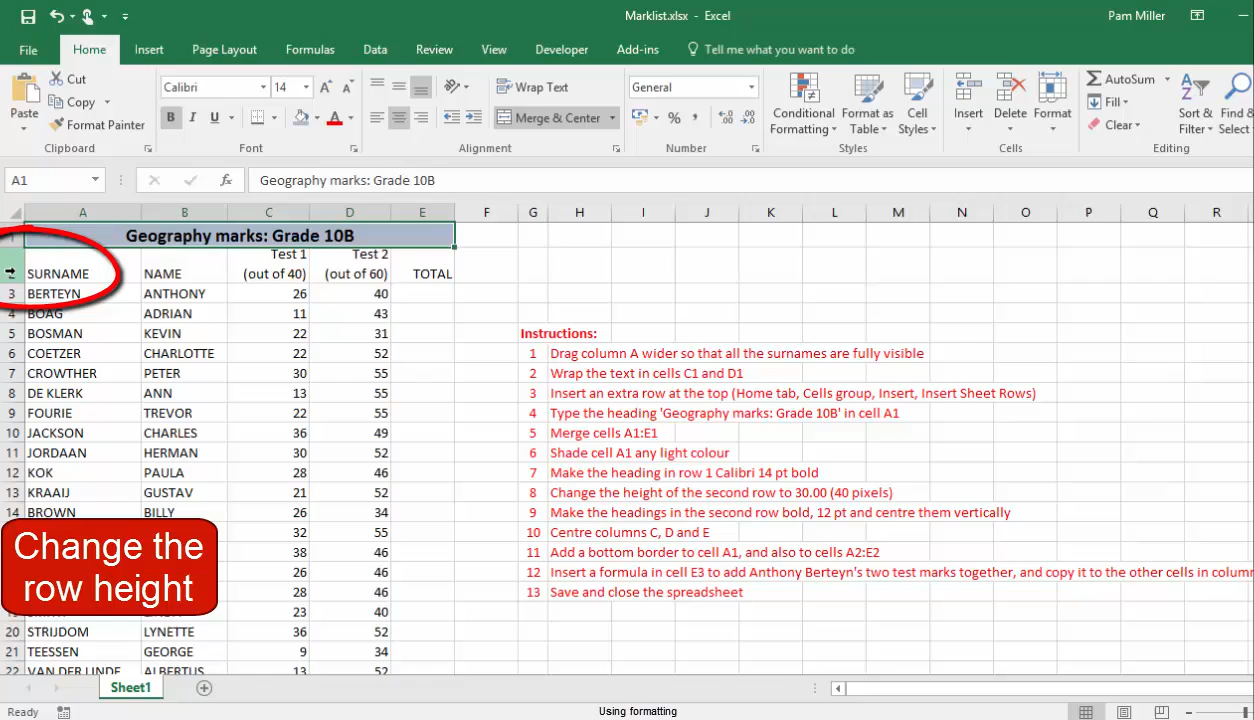 Marklist.xlsx - Excel
Pam Miller
File Home Insert Page Layout Formulas Data Review View Developer Add-ins Tell me what you want to do
Paste
Cut
Copy
Format Painter
Clipboard
Calibri 14
B I U
Font
Wrap Text
Merge & Center
Alignment
General
%
Number
Conditional Formatting
Format as Table
Cell Styles
Styles
Insert Delete Format
Cells
AutoSum
Fill
Clear
Sort & Filter
Find & Select
Editing
A1 fx Geography marks: Grade 10B
A B C D E F G H I J K L M N O P Q R
Geography marks: Grade 10B
Test 1 Test 2
SURNAME NAME (out of 40) (out of 60) TOTAL
3 BERTEYN ANTHONY 26 40
4 BOAG ADRIAN 11 43
5 BOSMAN KEVIN 22 31 Instructions:
6 COETZER CHARLOTTE 22 52 1 Drag column A wider so that all the surnames are fully visible
7 CROWTHER PETER 30 55 2 Wrap the text in cells C1 and D1
8 DE KLERK ANN 13 55 3 Insert an extra row at the top (Home tab, Cells group, Insert, Insert Sheet Rows)
9 FOURIE TREVOR 22 55 4 Type the heading 'Geography marks: Grade 10B' in cell A1
10 JACKSON CHARLES 36 49 5 Merge cells A1:E1
11 JORDAAN HERMAN 30 52 6 Shade cell A1 any light colour
12 KOK PAULA 28 46 7 Make the heading in row 1 Calibri 14 pt bold
13 KRAAIJ GUSTAV 21 52 8 Change the height of the second row to 30.00 (40 pixels)
14 BROWN BILLY 26 34 9 Make the headings in the second row bold, 12 pt and centre them vertically
32 55 10 Centre columns C, D and E
38 46 11 Add a bottom border to cell A1, and also to cells A2:E2
26 46 12 Insert a formula in cell E3 to add Anthony Berteyn's two test marks together, and copy it to the other cells in colum
28 46 13 Save and close the spreadsheet
23 40
20 STRIJDOM LYNETTE 36 52
21 TEESSEN GEORGE 9 34
22 VAN DER LINDE ALBERTUS 13 52
Change the
row height
Sheet1
Ready
Using formatting